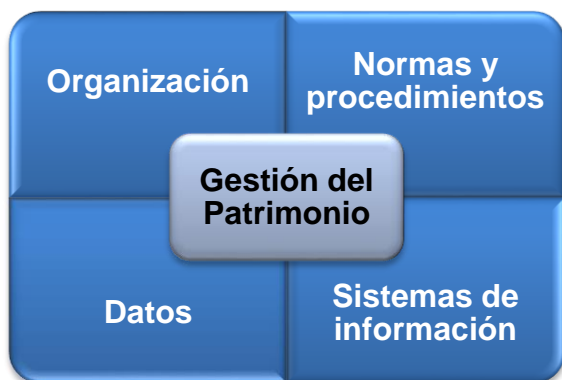 Organización
Normas y
procedimientos
Gestión del
Patrimonio
Datos
Sistemas de
información